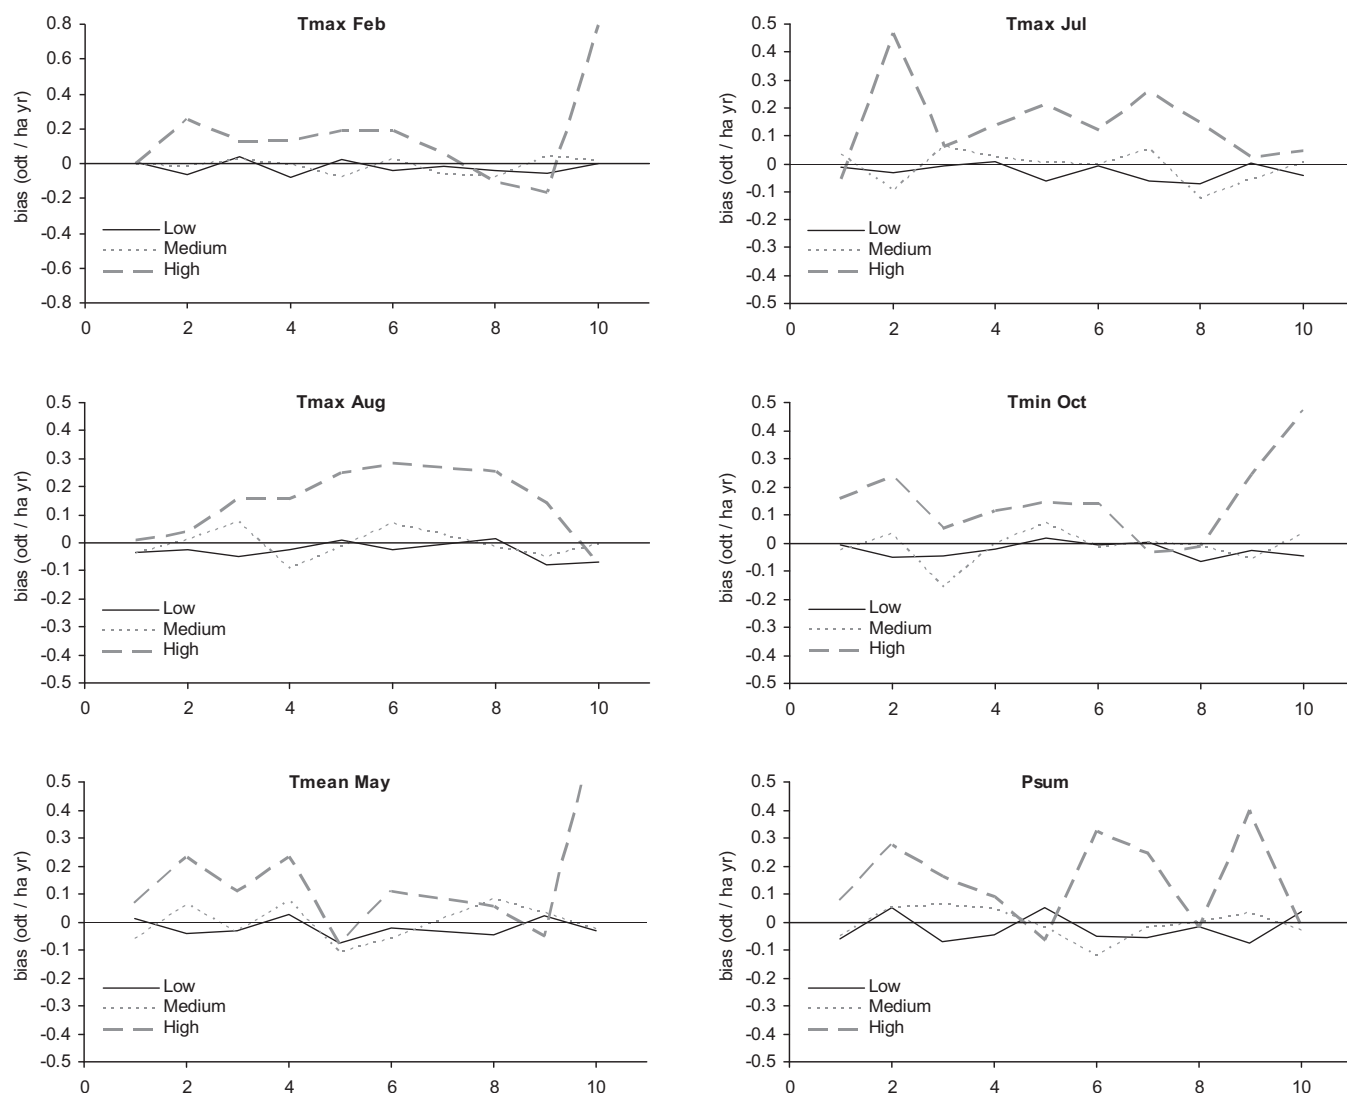 Tmax Feb
0.8
0.6
0.4
0.2
0
-0.2
-0.4
-0.6
-0.8
bias (odt / ha yr)
Low
Medium
High
0 2 4 6 8 10
Tmax Jul
0.5
0.4
0.3
0.2
0.1
0
-0.1
-0.2
-0.3
-0.4
-0.5
bias (odt / ha yr)
Low
Medium
High
0 2 4 6 8 10
Tmax Aug
0.5
0.4
0.3
0.2
0.1
0
-0.1
-0.2
-0.3
-0.4
-0.5
bias (odt / ha yr)
Low
Medium
High
0 2 4 6 8 10
Tmin Oct
0.5
0.4
0.3
0.2
0.1
0
-0.1
-0.2
-0.3
-0.4
-0.5
bias (odt / ha yr)
Low
Medium
High
0 2 4 6 8 10
Tmean May
0.5
0.4
0.3
0.2
0.1
0
-0.1
-0.2
-0.3
-0.4
-0.5
bias (odt / ha yr)
Low
Medium
High
0 2 4 6 8 10
Psum
0.5
0.4
0.3
0.2
0.1
0
-0.1
-0.2
-0.3
-0.4
-0.5
bias (odt / ha yr)
Low
Medium
High
0 2 4 6 8 10